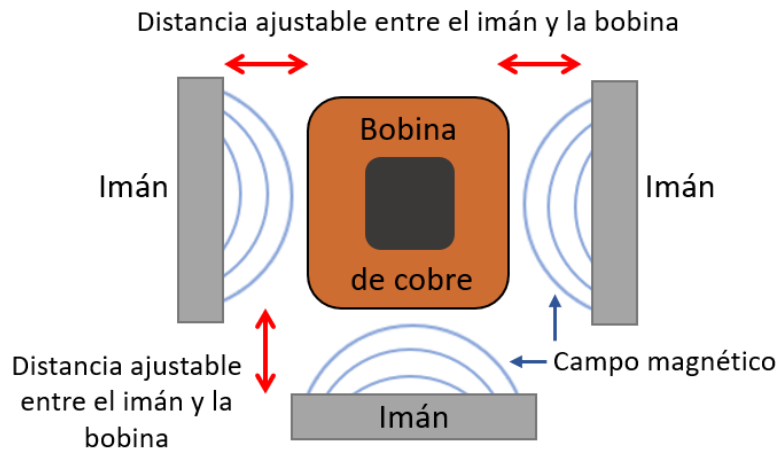 Distancia ajustable entre el imán y la bobina
Bobina
Imán
Imán
de cobre
Distancia ajustable
entre el imán y la
bobina
Campo magnético
Imán